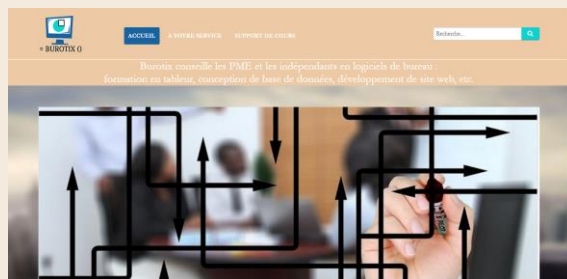 BUROTIX ()
ACCUEIL
À VOTRE SERVICE
SUPPORT DE COURS
Recherche...
Burotix conseille les PME et les indépendants en logiciels de bureau :
formation en tableur, conception de base de données, développement de site web, etc.